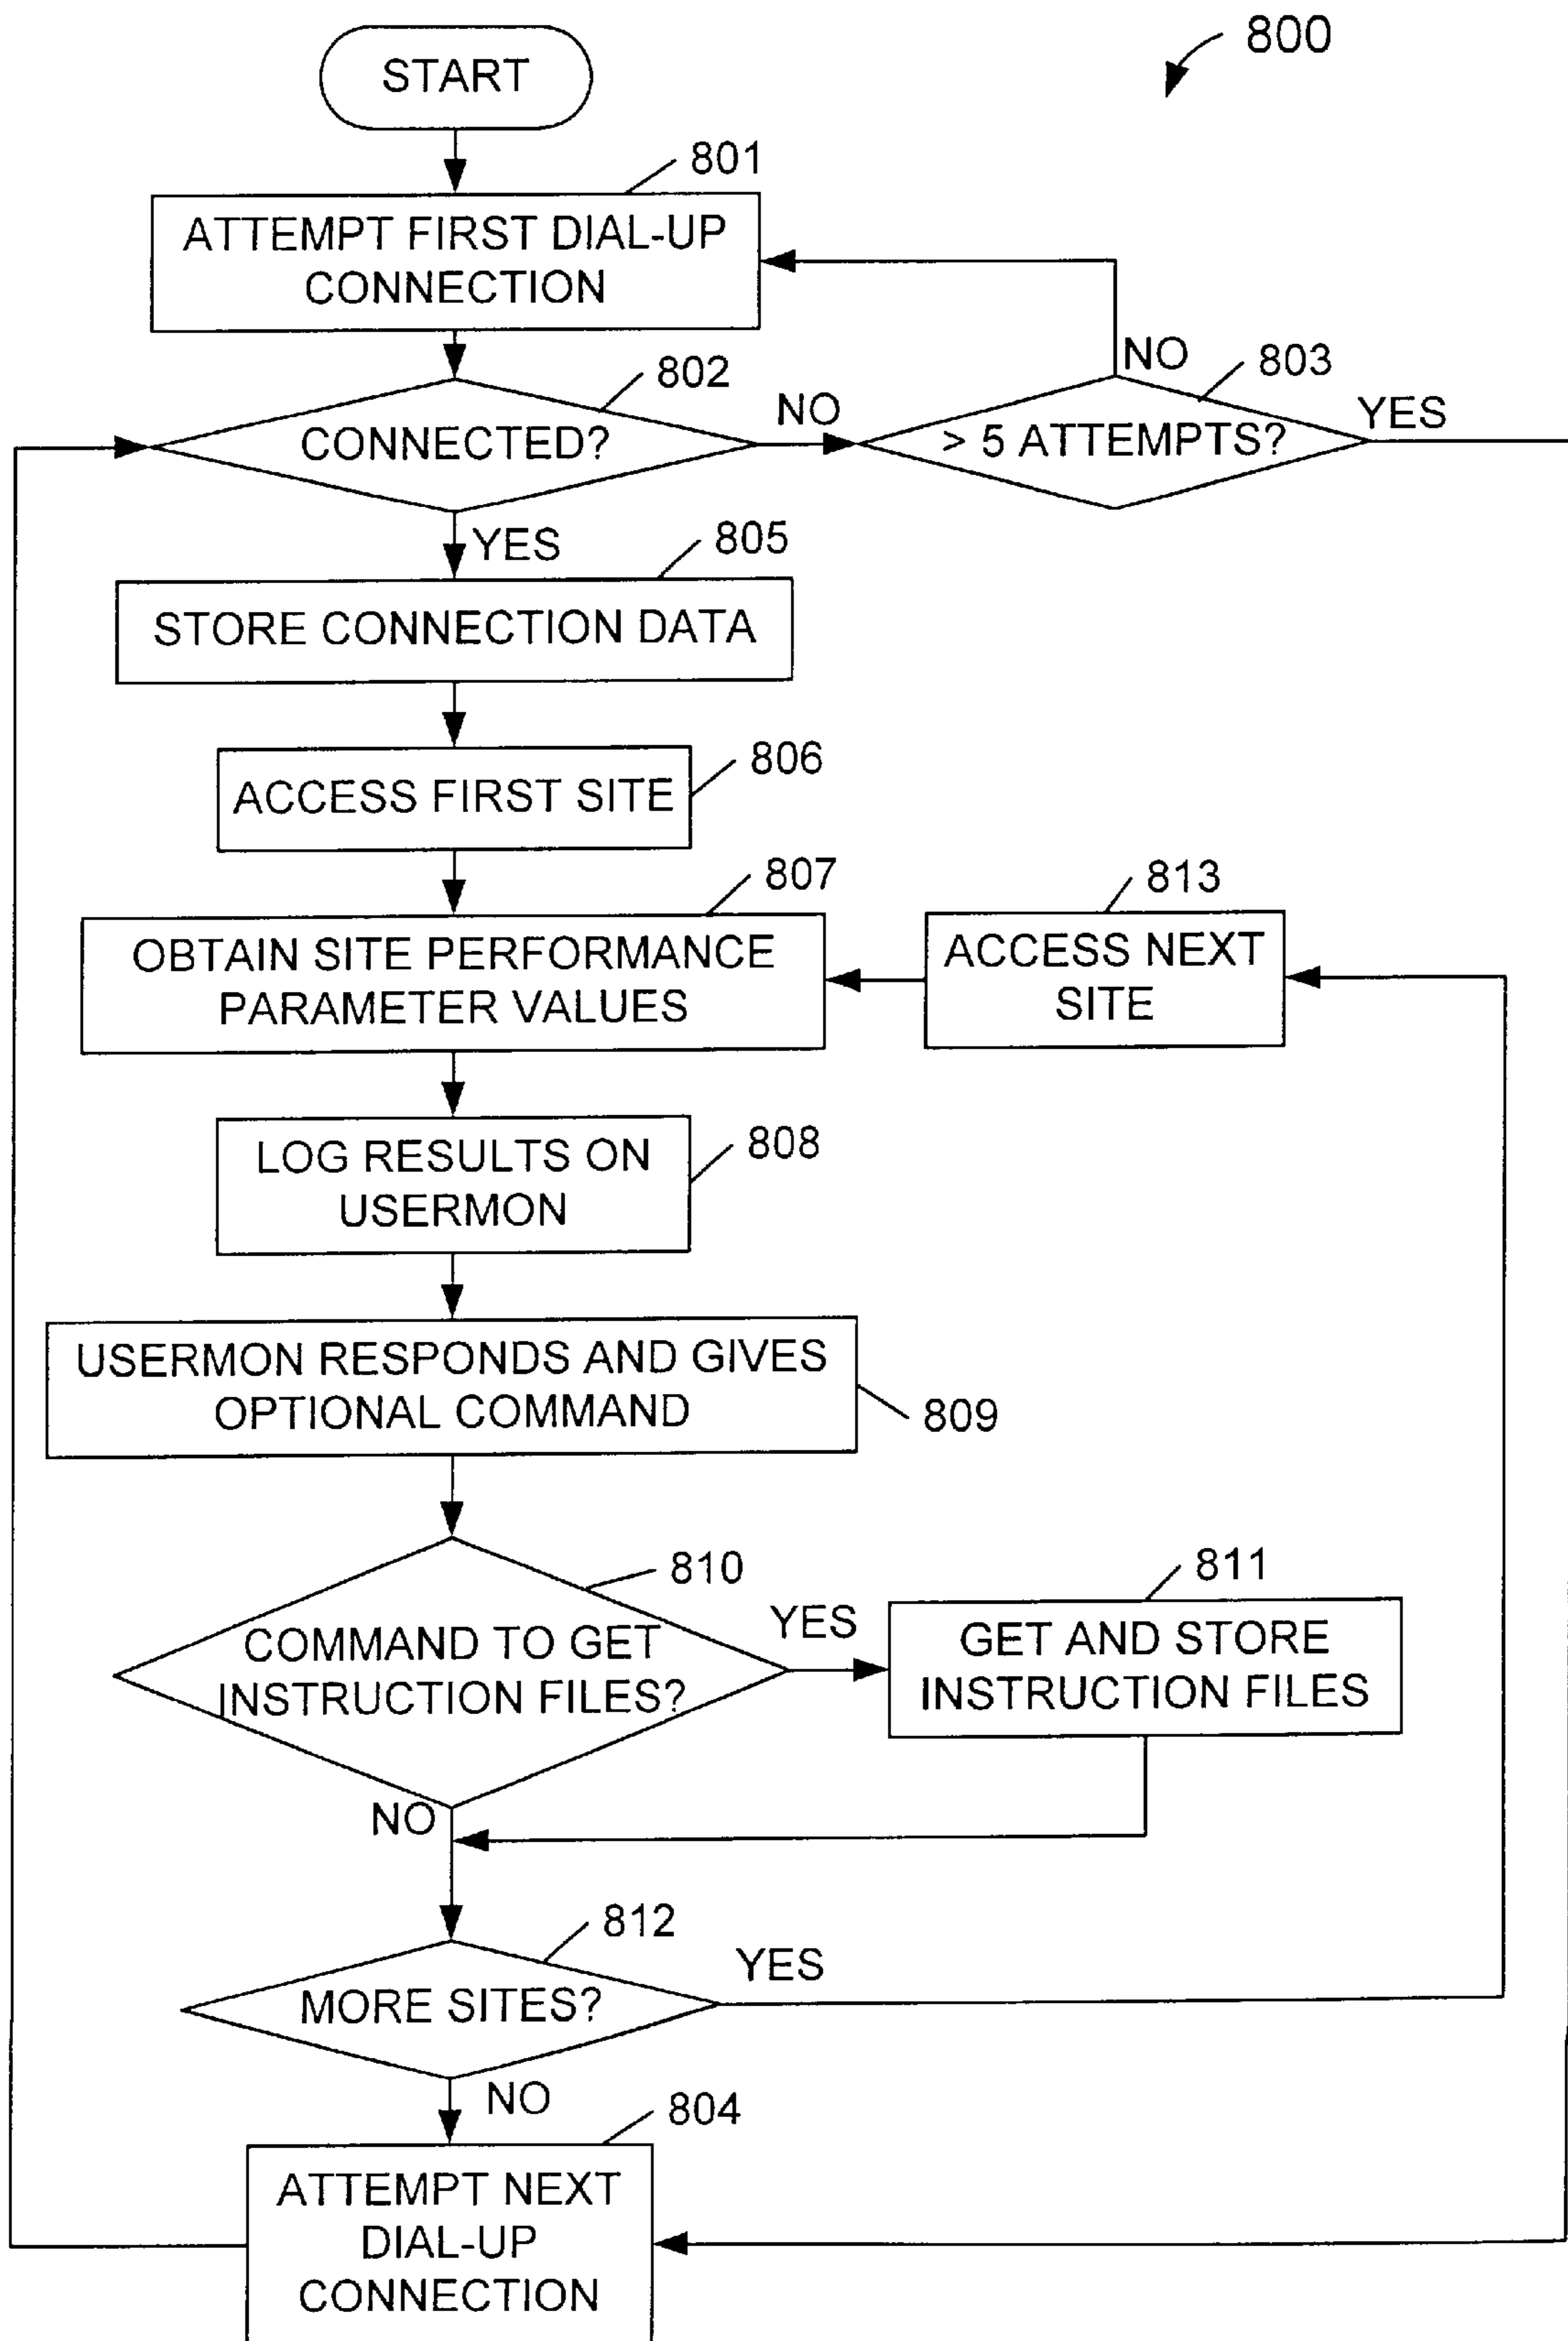 800
START
801
ATTEMPT FIRST DIAL-UP
CONNECTION
802
CONNECTED?
NO
803
> 5 ATTEMPTS?
NO
YES
YES
805
STORE CONNECTION DATA
806
ACCESS FIRST SITE
807
OBTAIN SITE PERFORMANCE
PARAMETER VALUES
813
ACCESS NEXT
SITE
808
LOG RESULTS ON
USERMON
USERMON RESPONDS AND GIVES
OPTIONAL COMMAND
809
810
COMMAND TO GET
INSTRUCTION FILES?
YES
811
GET AND STORE
INSTRUCTION FILES
NO
812
MORE SITES?
YES
NO
804
ATTEMPT NEXT
DIAL-UP
CONNECTION